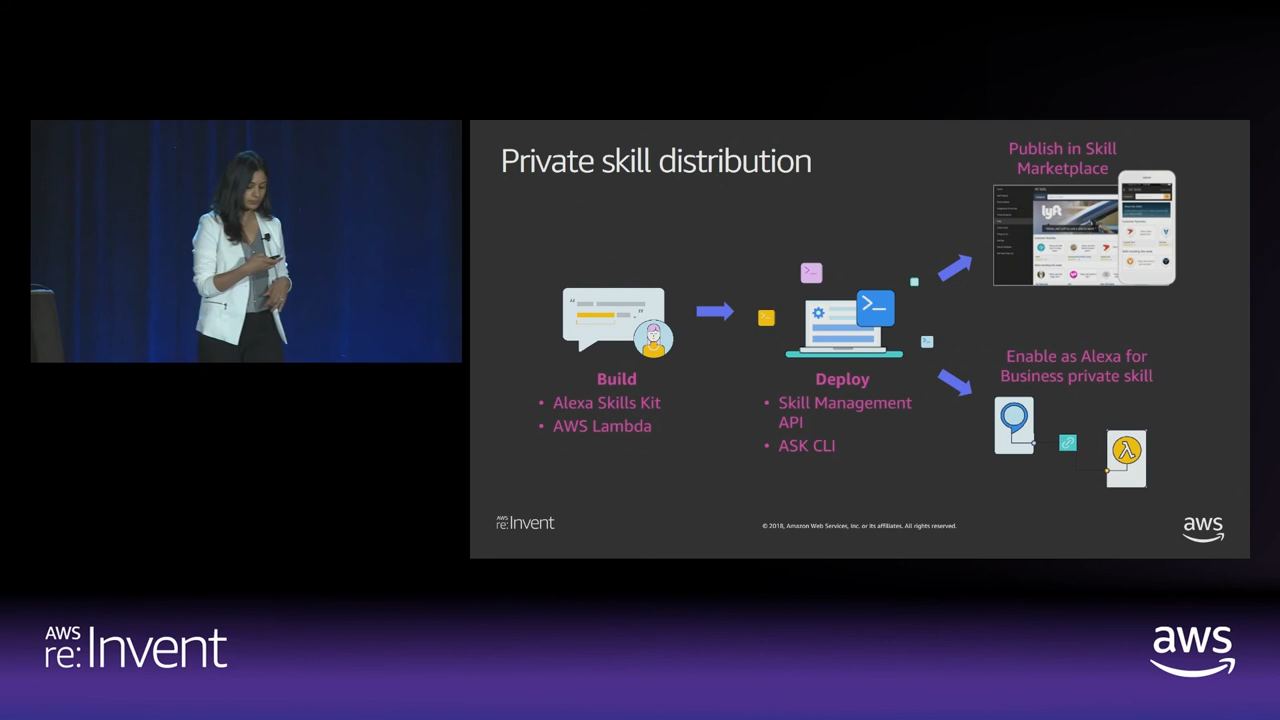 Private skill distribution
Publish in Skill
Marketplace
lyft
Build
• Alexa Skills Kit
• AWS Lambda
Deploy
• Skill Management
API
• ASK CLI
Enable as Alexa for
Business private skill
AWS
re:Invent
© 2018, Amazon Web Services, Inc. or its affiliates. All rights reserved.
aws
AWS
re:Invent
aws